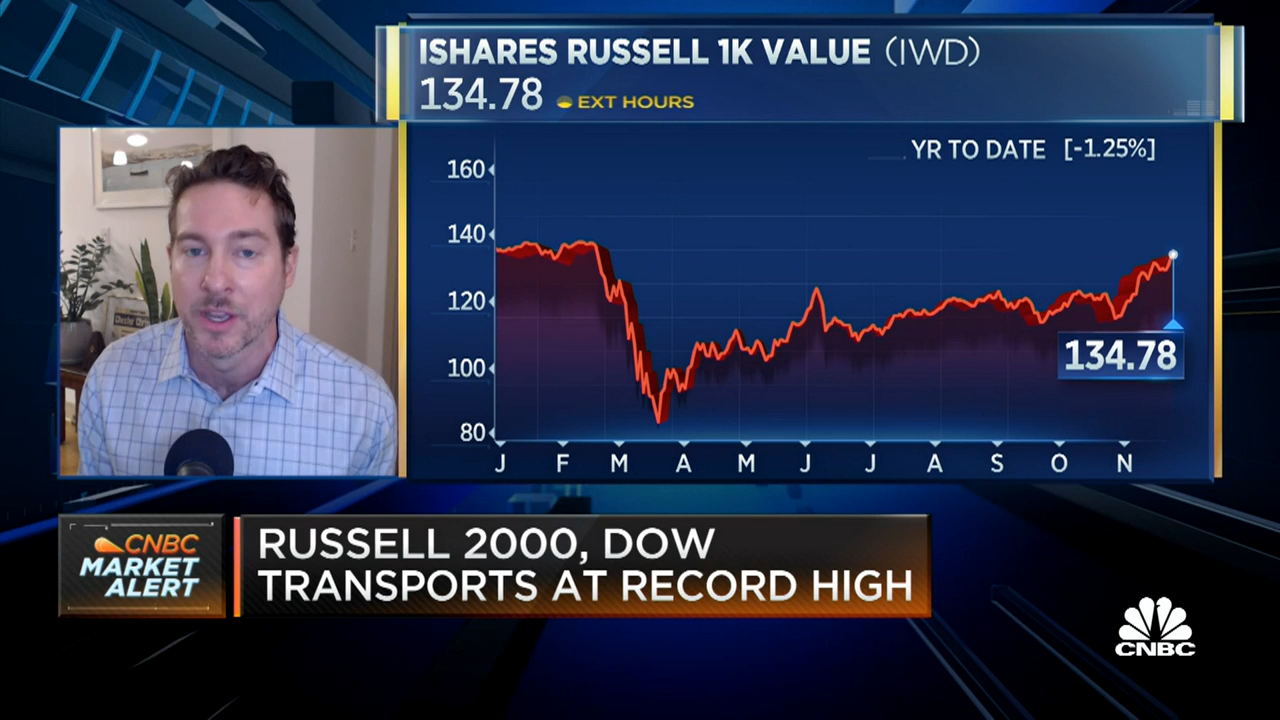 ISHARES RUSSELL 1K VALUE (IWD)
134.78 EXT HOURS
YR TO DATE [-1.25%]
160
140
120
100
80
134.78
J F M A M J J A S O N
CNBC
MARKET
ALERT
RUSSELL 2000, DOW
TRANSPORTS AT RECORD HIGH
CNBC